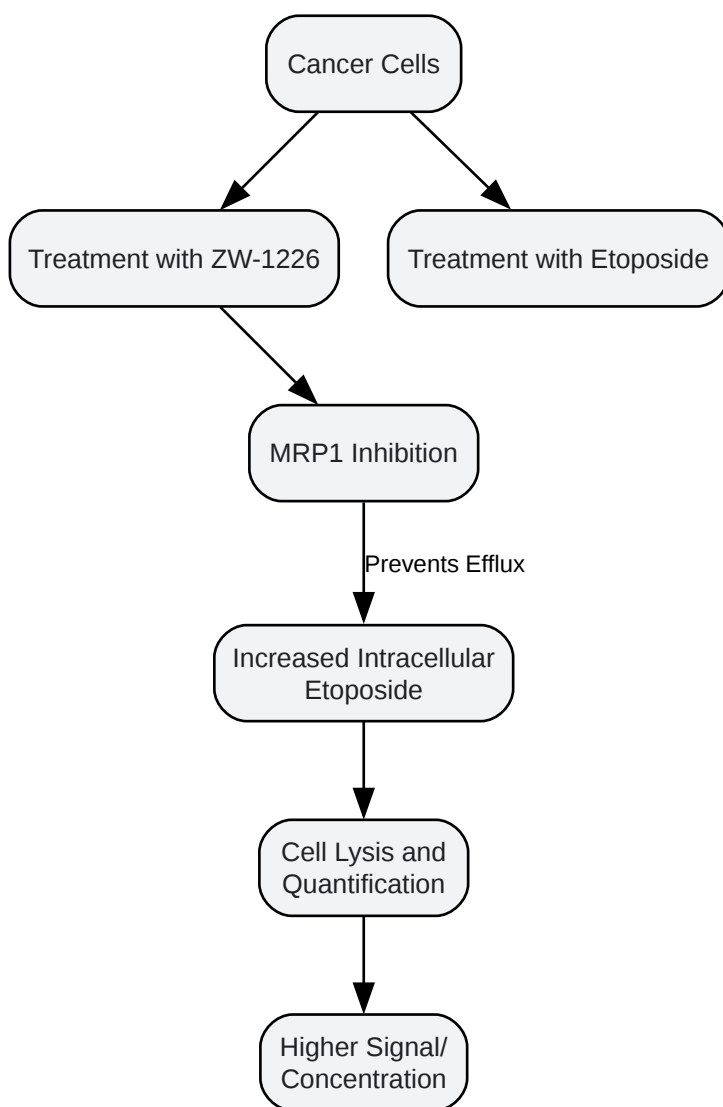 Cancer Cells
Treatment with ZW-1226
Treatment with Etoposide
MRP1 Inhibition
Prevents Efflux
Increased Intracellular
Etoposide
Cell Lysis and
Quantification
Higher Signal/
Concentration